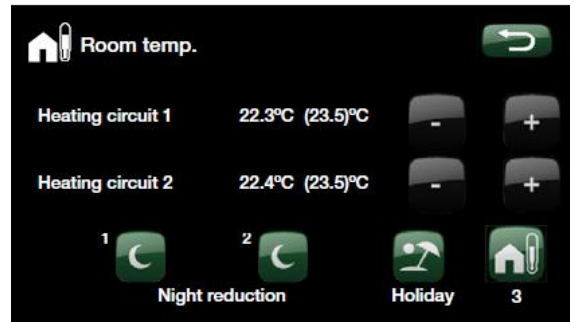 Room temp.
Heating circuit 1 22.3ºC (23.5)ºC - +
Heating circuit 2 22.4ºC (23.5)ºC - +
1 2
Night reduction Holiday 3